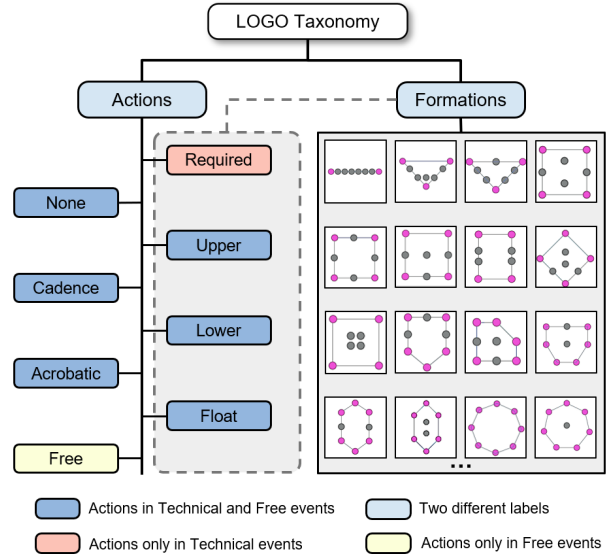 LOGO Taxonomy
Actions
Formations
Required
None
Upper
Cadence
Lower
Acrobatic
Float
Free
...
Actions in Technical and Free events
Two different labels
Actions only in Technical events
Actions only in Free events